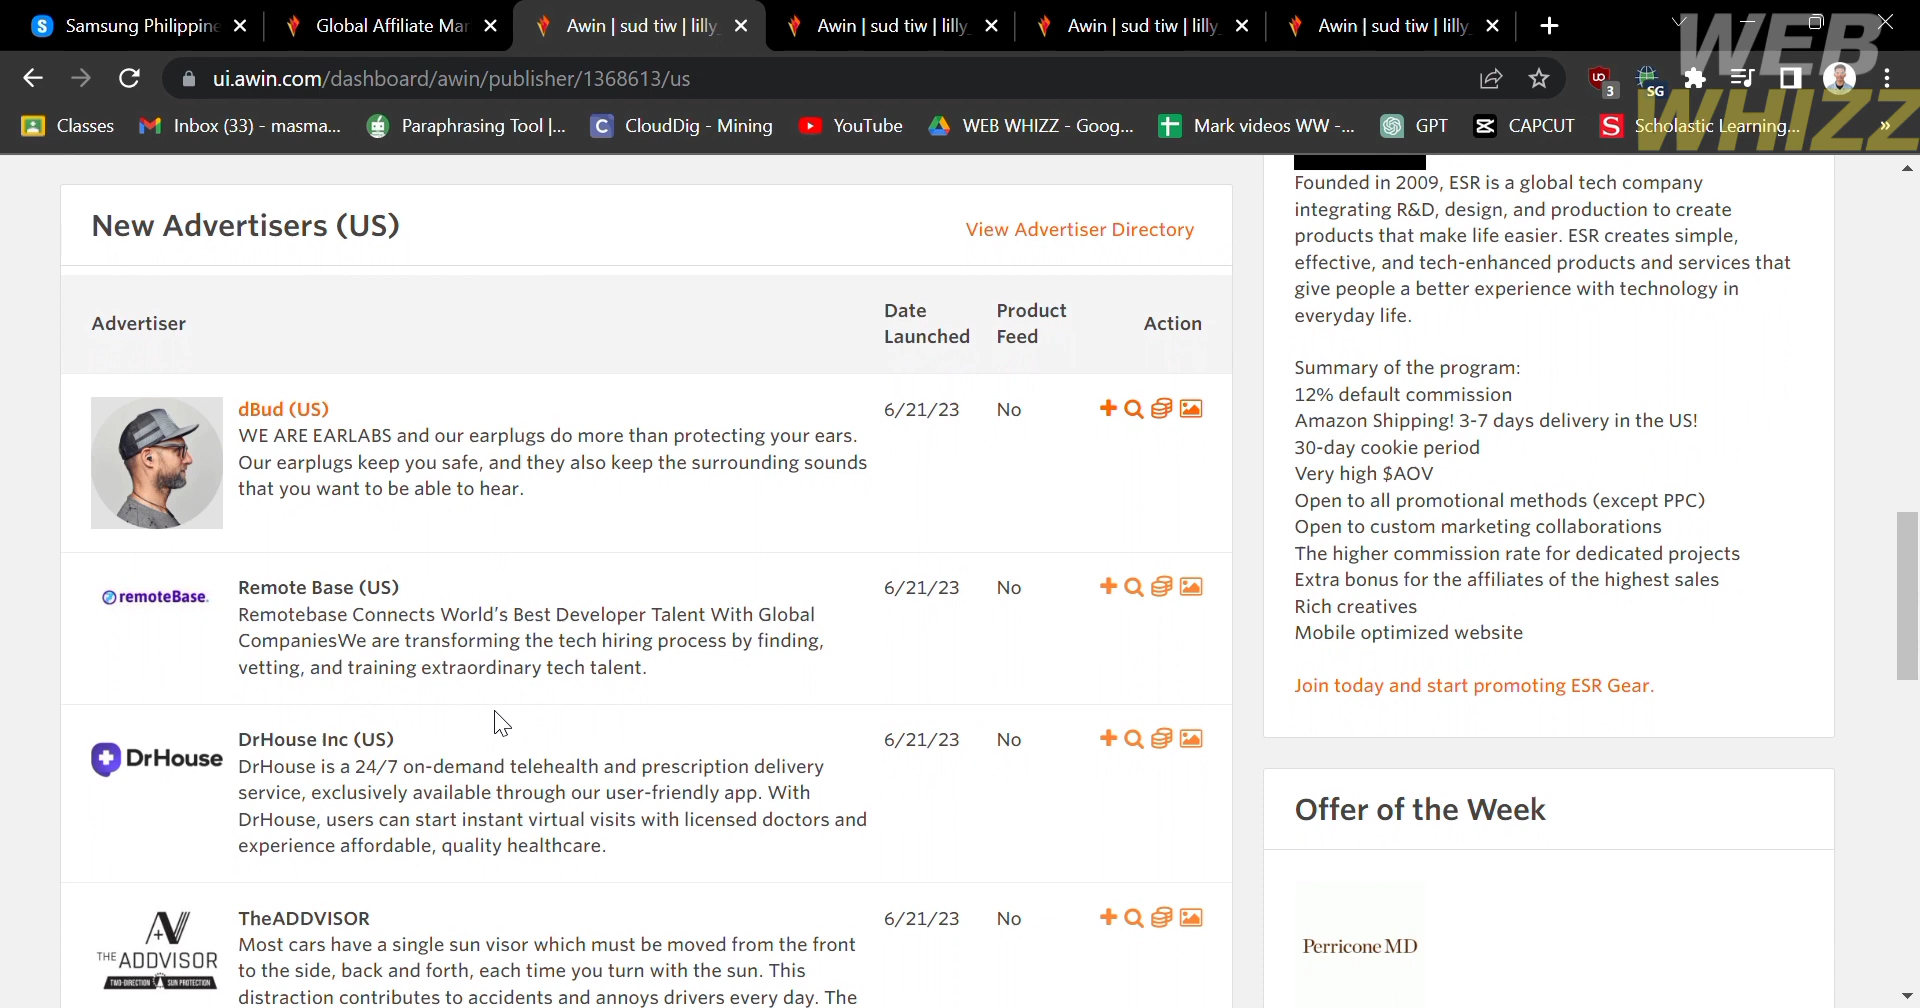 Samsung Philippine
Global Affiliate Mar
Awin | sud tiw | lilly
Awin | sud tiw | lilly
Awin | sud tiw | lilly
Awin | sud tiw | lilly
WEB
WHIZZ
ui.awin.com/dashboard/awin/publisher/1368613/us
3
SG
Classes
Inbox (33) - masma...
Paraphrasing Tool |...
CloudDig - Mining
YouTube
WEB WHIZZ - Goog...
Mark videos WW -...
GPT
CAPCUT
Scholastic Learning...
New Advertisers (US)
View Advertiser Directory
Advertiser
Date
Launched
Product
Feed
Action
dBud (US)
WE ARE EARLABS and our earplugs do more than protecting your ears.
Our earplugs keep you safe, and they also keep the surrounding sounds
that you want to be able to hear.
6/21/23
No
remoteBase.
Remote Base (US)
Remotebase Connects World's Best Developer Talent With Global
CompaniesWe are transforming the tech hiring process by finding,
vetting, and training extraordinary tech talent.
6/21/23
No
DrHouse
DrHouse Inc (US)
DrHouse is a 24/7 on-demand telehealth and prescription delivery
service, exclusively available through our user-friendly app. With
DrHouse, users can start instant virtual visits with licensed doctors and
experience affordable, quality healthcare.
6/21/23
No
THE ADDVISOR
TWO-DIRECTION SUN PROTECTION
TheADDVISOR
Most cars have a single sun visor which must be moved from the front
to the side, back and forth, each time you turn with the sun. This
distraction contributes to accidents and annoys drivers every day. The
6/21/23
No
Founded in 2009, ESR is a global tech company
integrating R&D, design, and production to create
products that make life easier. ESR creates simple,
effective, and tech-enhanced products and services that
give people a better experience with technology in
everyday life.
Summary of the program:
12% default commission
Amazon Shipping! 3-7 days delivery in the US!
30-day cookie period
Very high $AOV
Open to all promotional methods (except PPC)
Open to custom marketing collaborations
The higher commission rate for dedicated projects
Extra bonus for the affiliates of the highest sales
Rich creatives
Mobile optimized website
Join today and start promoting ESR Gear.
Offer of the Week
Perricone MD